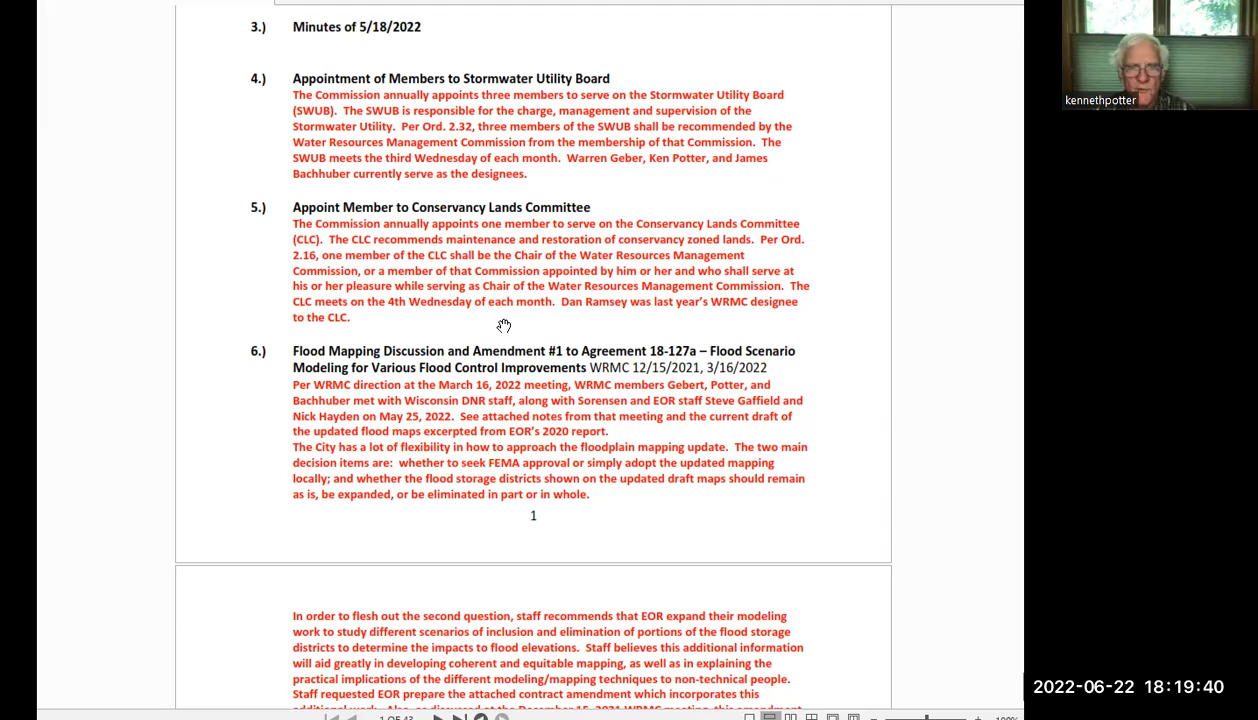 3.) Minutes of 5/18/2022
kennethpotter
4.) Appointment of Members to Stormwater Utility Board
The Commission annually appoints three members to serve on the Stormwater Utility Board
(SWUB). The SWUB is responsible for the charge, management and supervision of the
Stormwater Utility. Per Ord. 2.32, three members of the SWUB shall be recommended by the
Water Resources Management Commission from the membership of that Commission. The
SWUB meets the third Wednesday of each month. Warren Geber, Ken Potter, and James
Bachhuber currently serve as the designees.
5.) Appoint Member to Conservancy Lands Committee
The Commission annually appoints one member to serve on the Conservancy Lands Committee
(CLC). The CLC recommends maintenance and restoration of conservancy zoned lands. Per Ord.
2.16, one member of the CLC shall be the Chair of the Water Resources Management
Commission, or a member of that Commission appointed by him or her and who shall serve at
his or her pleasure while serving as Chair of the Water Resources Management Commission. The
CLC meets on the 4th Wednesday of each month. Dan Ramsey was last year's WRMC designee
to the CLC.
6.) Flood Mapping Discussion and Amendment #1 to Agreement 18-127a – Flood Scenario
Modeling for Various Flood Control Improvements WRMC 12/15/2021, 3/16/2022
Per WRMC direction at the March 16, 2022 meeting, WRMC members Gebert, Potter, and
Bachhuber met with Wisconsin DNR staff, along with Sorensen and EOR staff Steve Gaffield and
Nick Hayden on May 25, 2022. See attached notes from that meeting and the current draft of
the updated flood maps excerpted from EOR's 2020 report.
The City has a lot of flexibility in how to approach the floodplain mapping update. The two main
decision items are: whether to seek FEMA approval or simply adopt the updated mapping
locally; and whether the flood storage districts shown on the updated draft maps should remain
as is, be expanded, or be eliminated in part or in whole.
1
In order to flesh out the second question, staff recommends that EOR expand their modeling
work to study different scenarios of inclusion and elimination of portions of the flood storage
districts to determine the impacts to flood elevations. Staff believes this additional information
will aid greatly in developing coherent and equitable mapping, as well as in explaining the
practical implications of the different modeling/mapping techniques to non-technical people.
Staff requested EOR prepare the attached contract amendment which incorporates this
additional work. Also, as discussed at the December 15, 2021 WRMC meeting, this amendment
1 OF 43
100%
2022-06-22 18:19:40